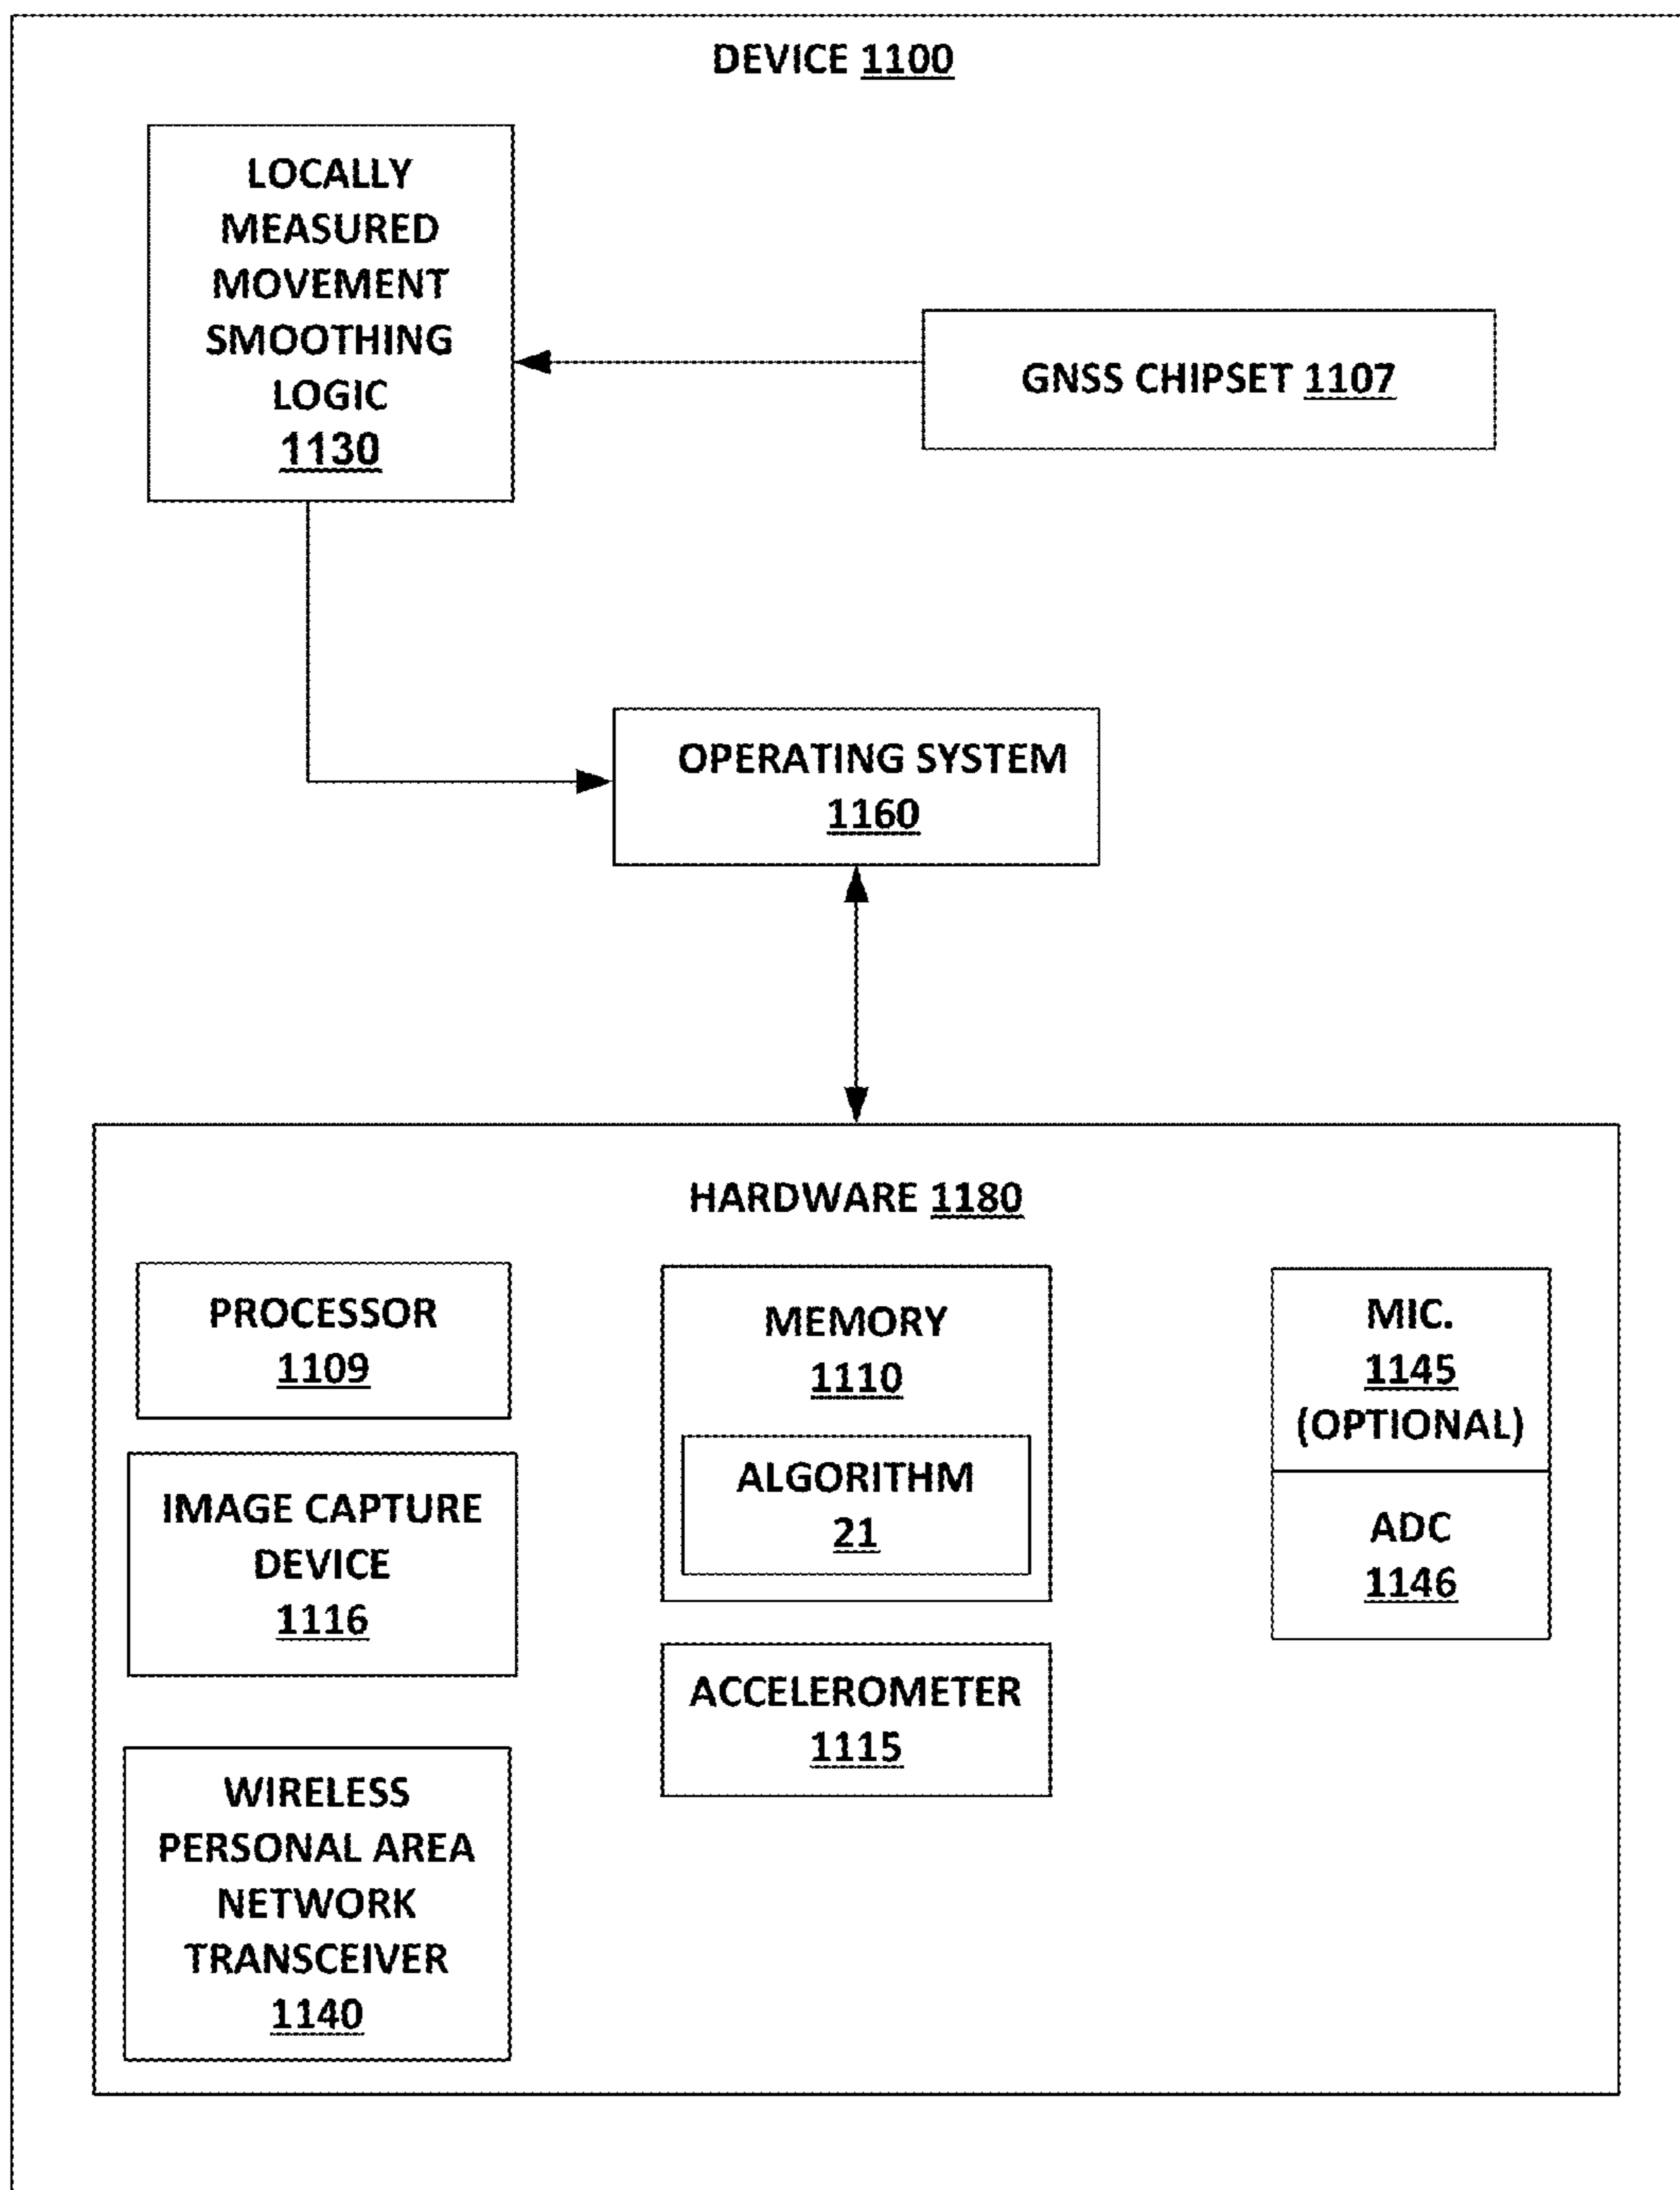 DEVICE 1100
LOCALLY
MEASURED
MOVEMENT
SMOOTHING
LOGIC
1130
GNSS CHIPSET 1107
OPERATING SYSTEM
1160
HARDWARE 1180
PROCESSOR
1109
IMAGE CAPTURE
DEVICE
1116
WIRELESS
PERSONAL AREA
NETWORK
TRANSCEIVER
1140
MEMORY
1110
ALGORITHM
21
ACCELEROMETER
1115
MIC.
1145
(OPTIONAL)
ADC
1146